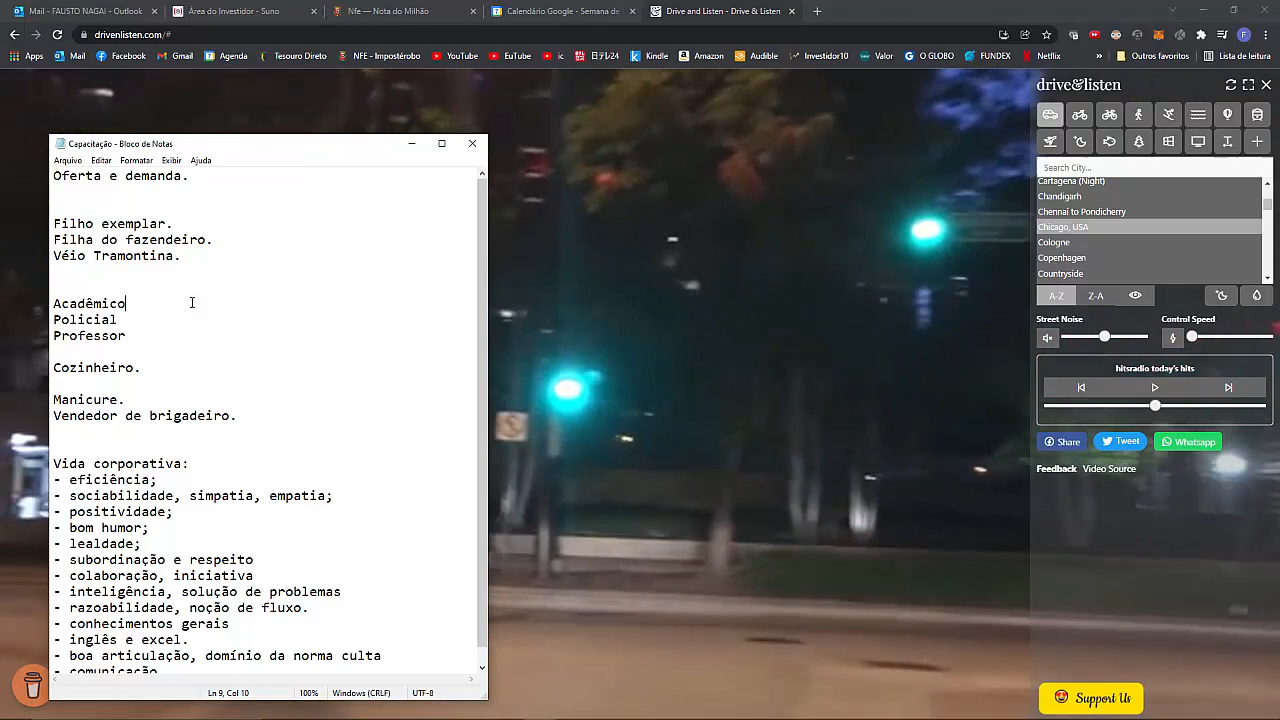 Mail - FAUSTO NAGAI - Outlook
Área do Investidor - Suno
Nfe — Nota do Milhão
Calendário Google - Semana de
Drive and Listen - Drive & Listen
drivenlisten.com/#
Apps
Mail
Facebook
Agenda
Tesouro Direto
NFE - Impostérobo
YouTube
EuTube
ic
日刊/24
Kindle
Amazon
Audible
Investidor10
Valor
O GLOBO
FUNDEX
Netflix
»
Outros favoritos
Lista de leitura
drive&listen
Search City...
Cartagena (Night)
Chandigarh
Chennai to Pondicherry
Chicago, USA
Cologne
Copenhagen
Countryside
A-Z
Z-A
Street Noise
Control Speed
hitsradio today's hits
Share
Tweet
Whatsapp
Feedback Video Source
Support Us
Capacitação - Bloco de Notas
Arquivo Editar Formatar Exibir Ajuda
Oferta e demanda.
Filho exemplar.
Filha do fazendeiro.
Véio Tramontina.
Acadêmico
Policial
Professor
Cozinheiro.
Manicure.
Vendedor de brigadeiro.
Vida corporativa:
- eficiência;
- sociabilidade, simpatia, empatia;
- positividade;
- bom humor;
- lealdade;
- subordinação e respeito
- colaboração, iniciativa
- inteligência, solução de problemas
- razoabilidade, noção de fluxo.
- conhecimentos gerais
- inglês e excel.
- boa articulação, domínio da norma culta
- comunicação
Ln 9, Col 10
100%
Windows (CRLF)
UTF-8